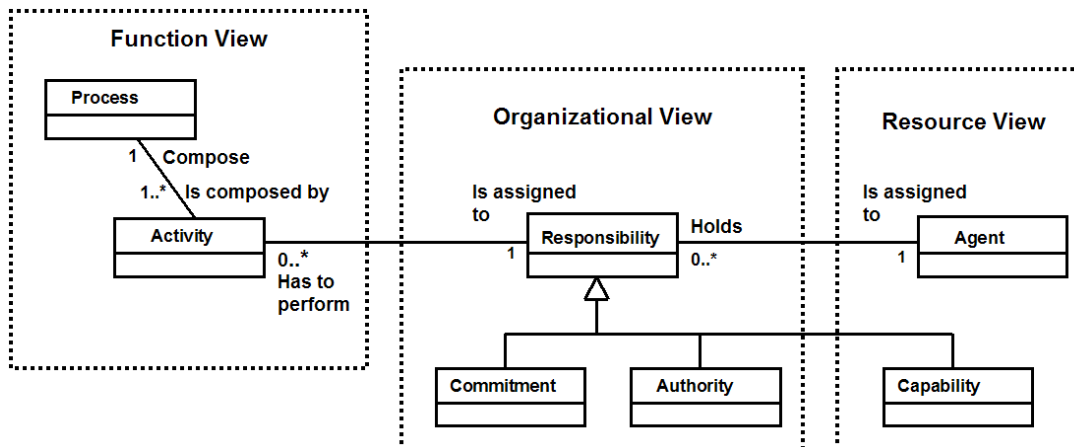 Function View
Process
1 Compose
1..* Is composed by
Activity
0..*
Has to
perform
Organizational View
Is assigned
to
1
Responsibility
Holds
0..*
Commitment
Authority
Resource View
Is assigned
to
1
Agent
Capability